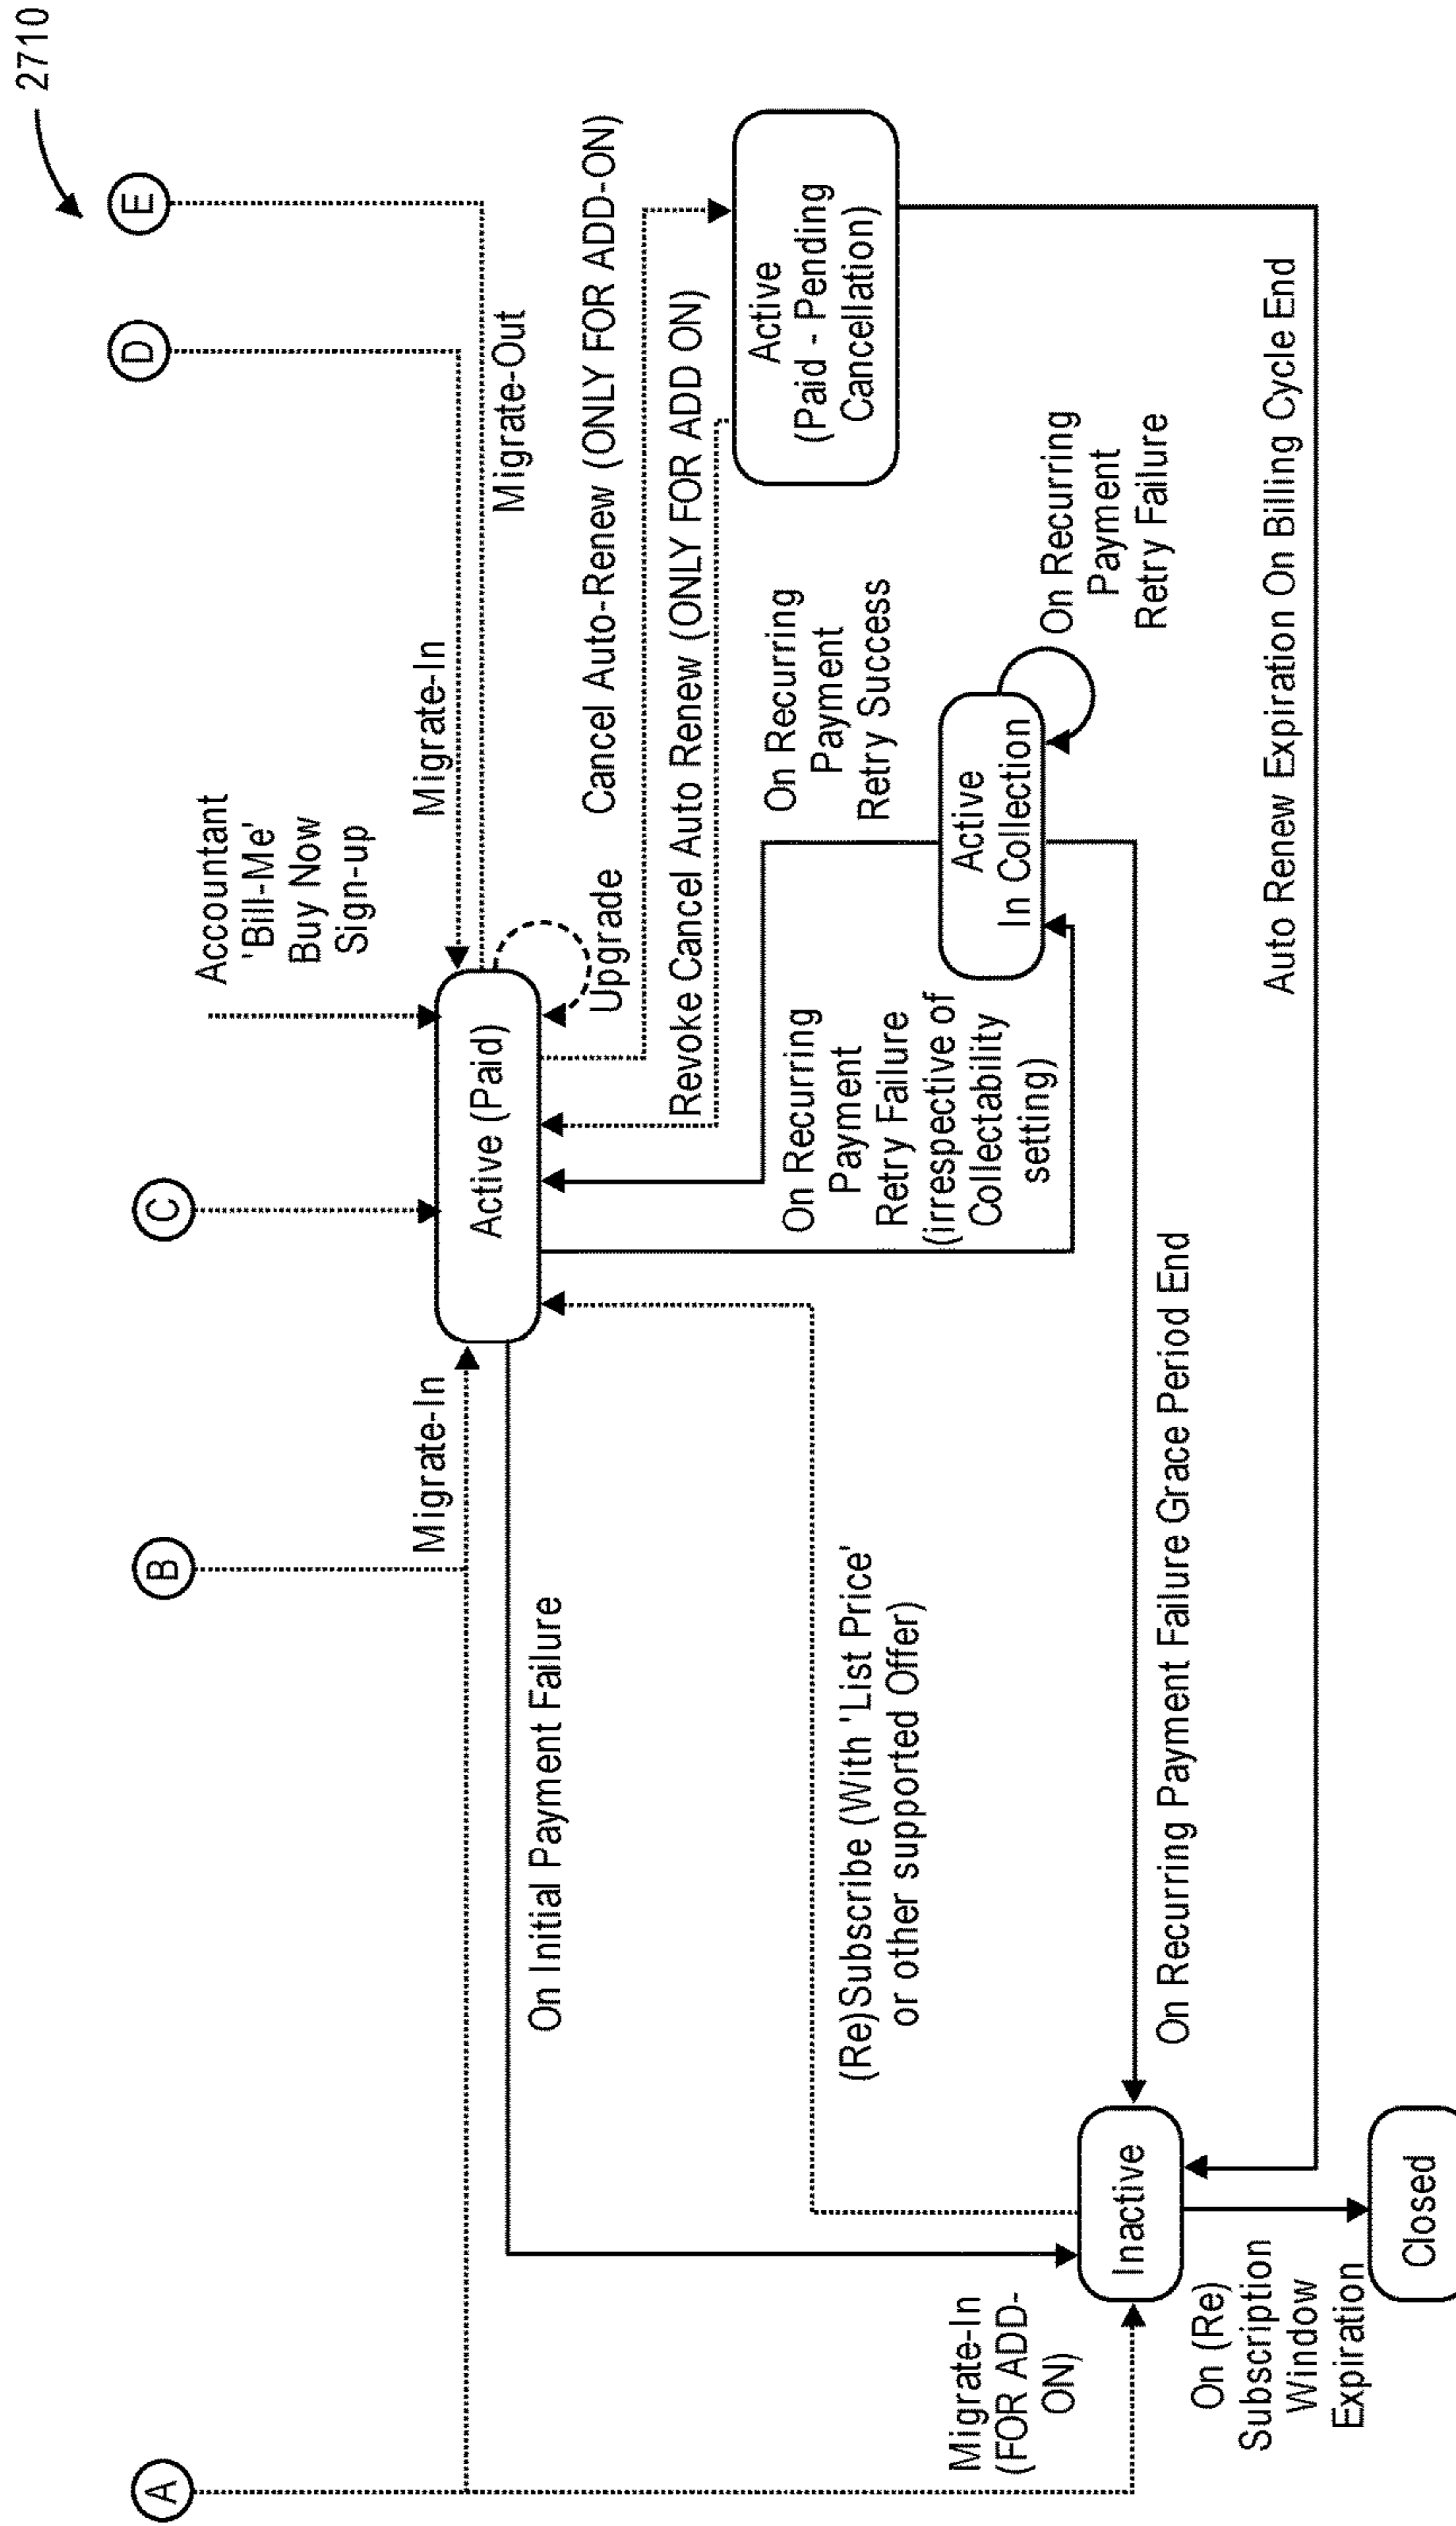 2710
A
B
C
D
E
Accountant
'Bill-Me'
Buy Now
Sign-up
Migrate-In
Migrate-In
Migrate-Out
Active (Paid)
Upgrade
On Initial Payment Failure
Cancel Auto-Renew (ONLY FOR ADD-ON)
Revoke Cancel Auto Renew (ONLY FOR ADD ON)
Active
(Paid - Pending
Cancellation)
On Recurring
Payment
Retry Success
On Recurring
Payment
Retry Failure
(irrespective of
Collectability
setting)
(Re)Subscribe (With 'List Price'
or other supported Offer)
Active
In Collection
On Recurring
Payment
Retry Failure
Migrate-In
(FOR ADD-
ON)
Inactive
On Recurring Payment Failure Grace Period End
Auto Renew Expiration On Billing Cycle End
On (Re)
Subscription
Window
Expiration
Closed